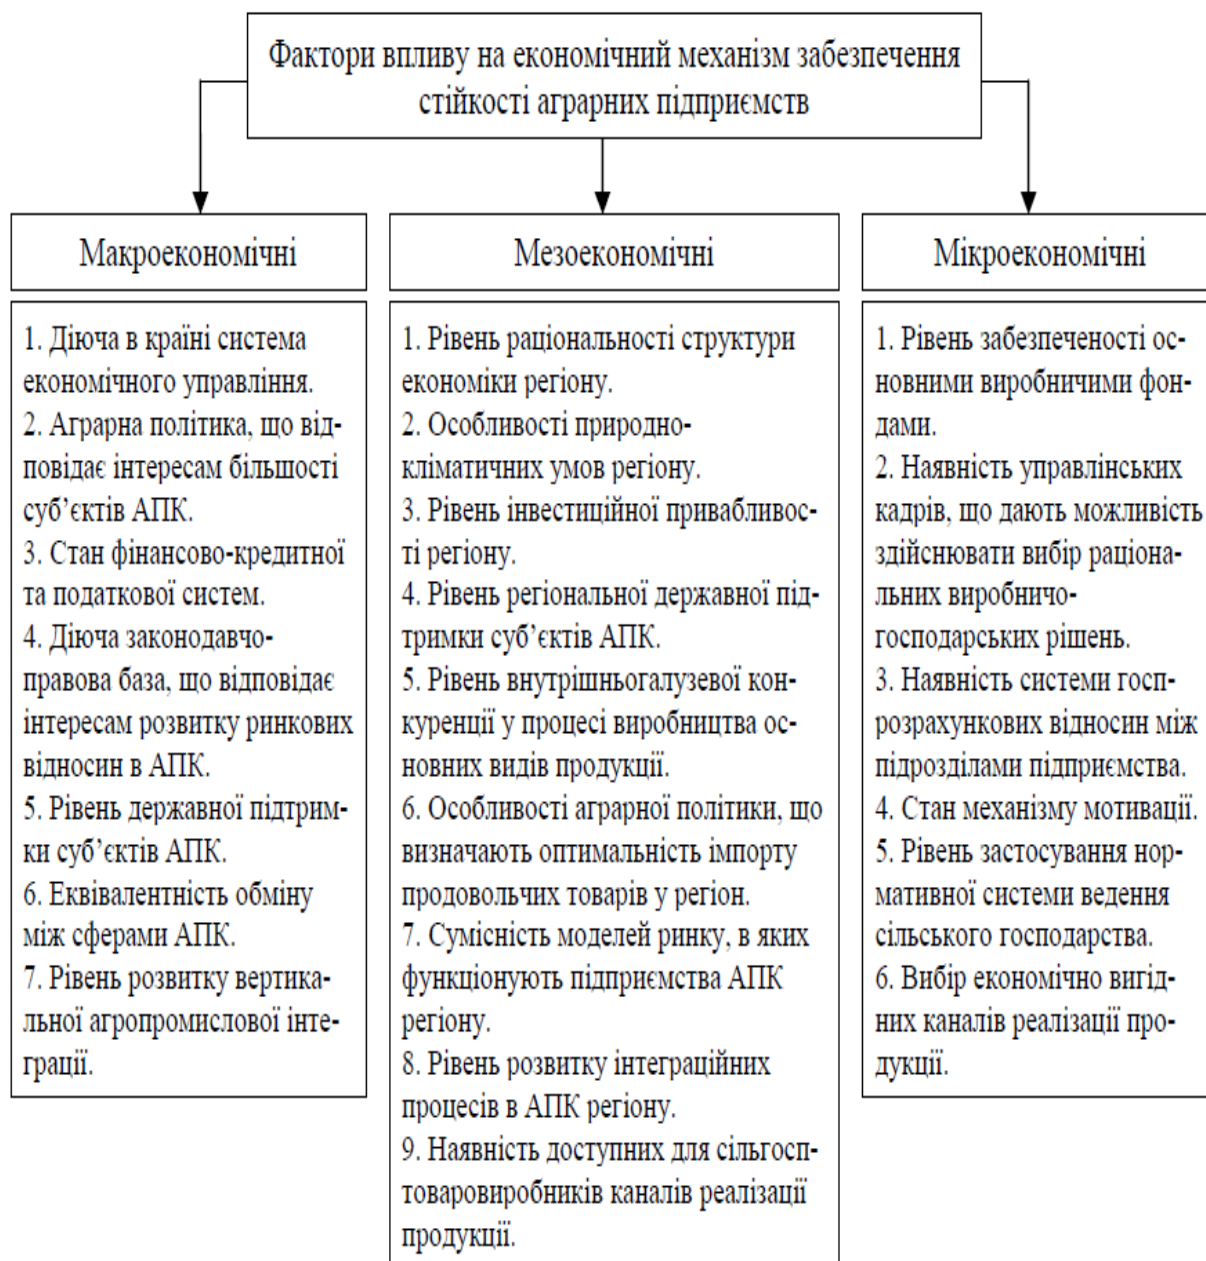 Фактори впливу на економічний механізм забезпечення
стійкості аграрних підприємств
Макроекономічні
1. Діюча в країні система
економічного управління.
2. Аграрна політика, що від-
повідає інтересам більшості
суб’єктів АПК.
3. Стан фінансово-кредитної
та податкової систем.
4. Діюча законодавчо-
правова база, що відповідає
інтересам розвитку ринкових
відносин в АПК.
5. Рівень державної підтрим-
ки суб’єктів АПК.
6. Еквівалентність обміну
між сферами АПК.
7. Рівень розвитку вертика-
льної агропромислової інте-
грації.
Мезоекономічні
1. Рівень раціональності структури
економіки регіону.
2. Особливості природно-
кліматичних умов регіону.
3. Рівень інвестиційної привабливос-
ті регіону.
4. Рівень регіональної державної під-
тримки суб’єктів АПК.
5. Рівень внутрішньогалузевої кон-
куренції у процесі виробництва ос-
новних видів продукції.
6. Особливості аграрної політики, що
визначають оптимальність імпорту
продовольчих товарів у регіон.
7. Сумісність моделей ринку, в яких
функціонують підприємства АПК
регіону.
8. Рівень розвитку інтеграційних
процесів в АПК регіону.
9. Наявність доступних для сільгосп-
товаровиробників каналів реалізації
продукції.
Мікроекономічні
1. Рівень забезпеченості ос-
новними виробничими фон-
дами.
2. Наявність управлінських
кадрів, що дають можливість
здійснювати вибір раціона-
льних виробничо-
господарських рішень.
3. Наявність системи госп-
розрахункових відносин між
підрозділами підприємства.
4. Стан механізму мотивації.
5. Рівень застосування нор-
мативної системи ведення
сільського господарства.
6. Вибір економічно вигід-
них каналів реалізації про-
дукції.